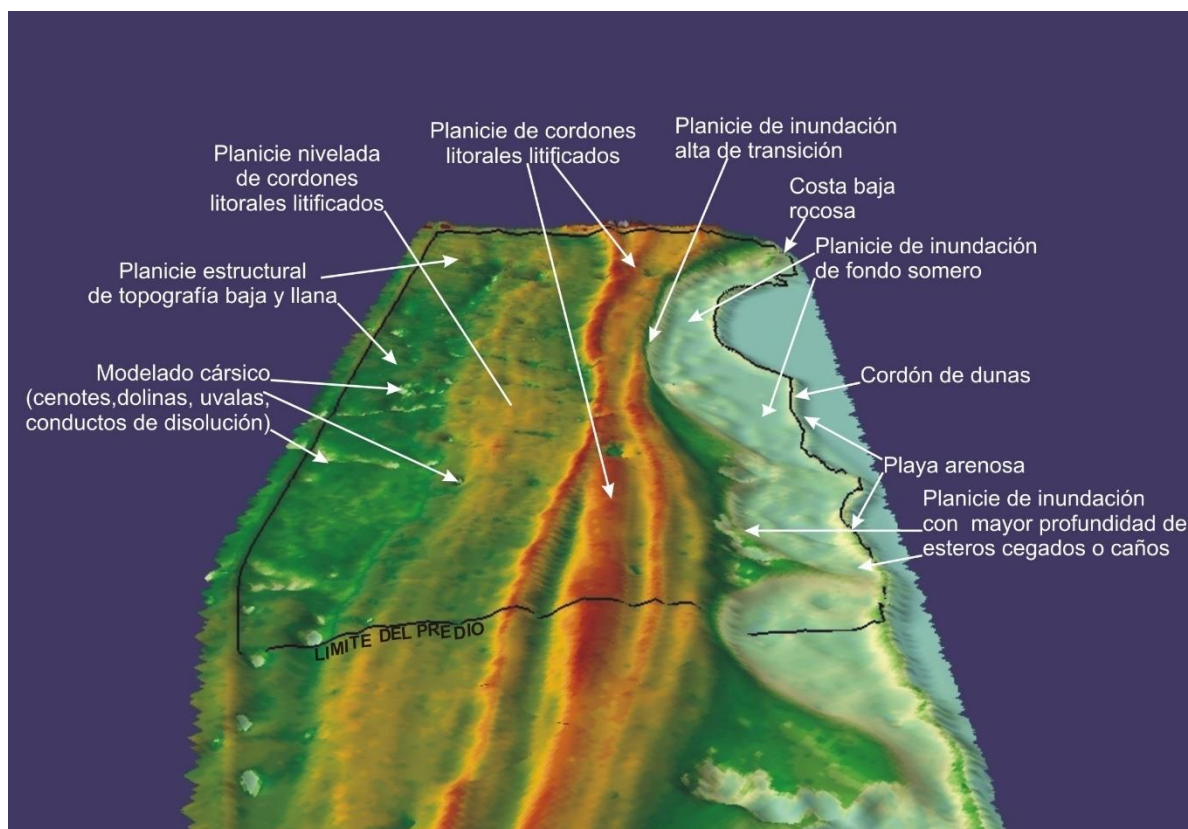 Planicie de cordones
litorales litificados
Planicie de inundación
alta de transición
Planicie nivelada
de cordones
litorales litificados
Costa baja
rocosa
Planicie de inundación
de fondo somero
Planicie estructural
de topografía baja y llana
Modelado cársico
(cenotes,dolinas, uvalas,
conductos de disolución)
Cordón de dunas
Playa arenosa
Planicie de inundación
con mayor profundidad de
esteros cegados o caños
LIMITE DEL PREDIO